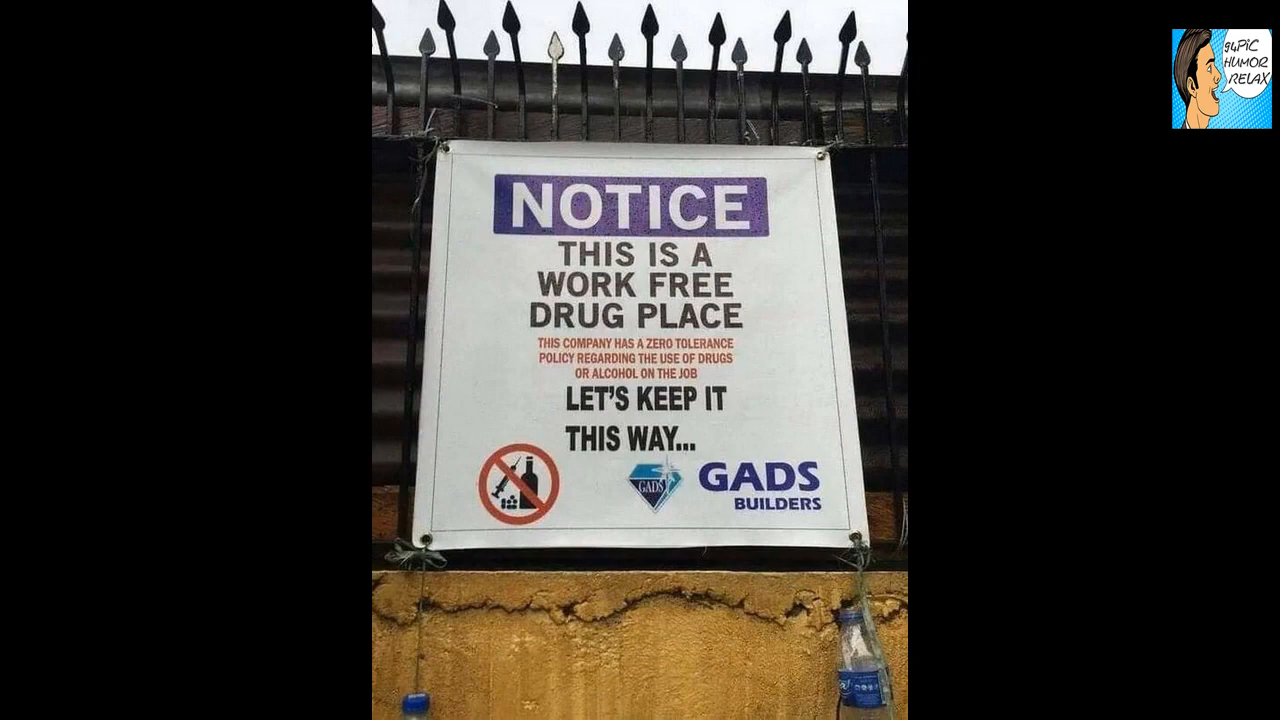 NOTICE
THIS IS A
WORK FREE
DRUG PLACE
THIS COMPANY HAS A ZERO TOLERANCE
POLICY REGARDING THE USE OF DRUGS
OR ALCOHOL ON THE JOB
LET'S KEEP IT
THIS WAY...
GADS
GADS
BUILDERS
94PIC
HUMOR
RELAX